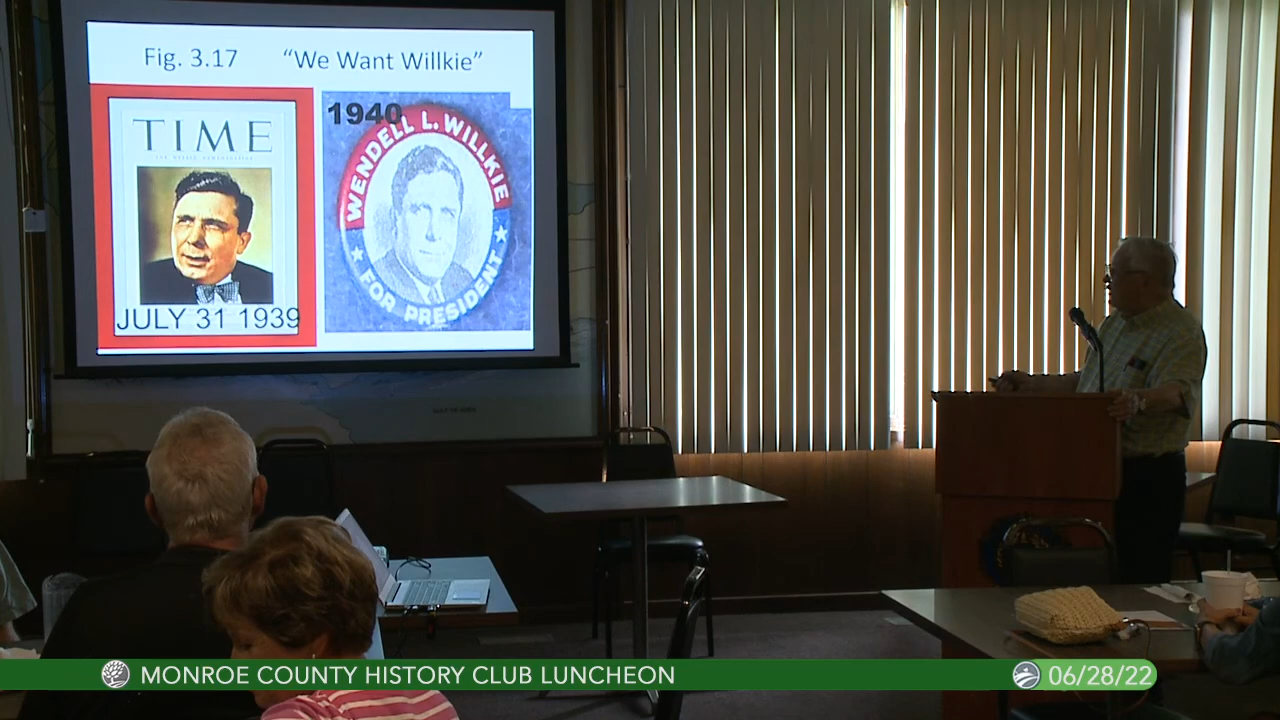 Fig. 3.17 “We Want Willkie”
TIME
JULY 31 1939
1940
WENDELL L. WILLKIE
FOR PRESIDENT
MONROE COUNTY HISTORY CLUB LUNCHEON
06/28/22